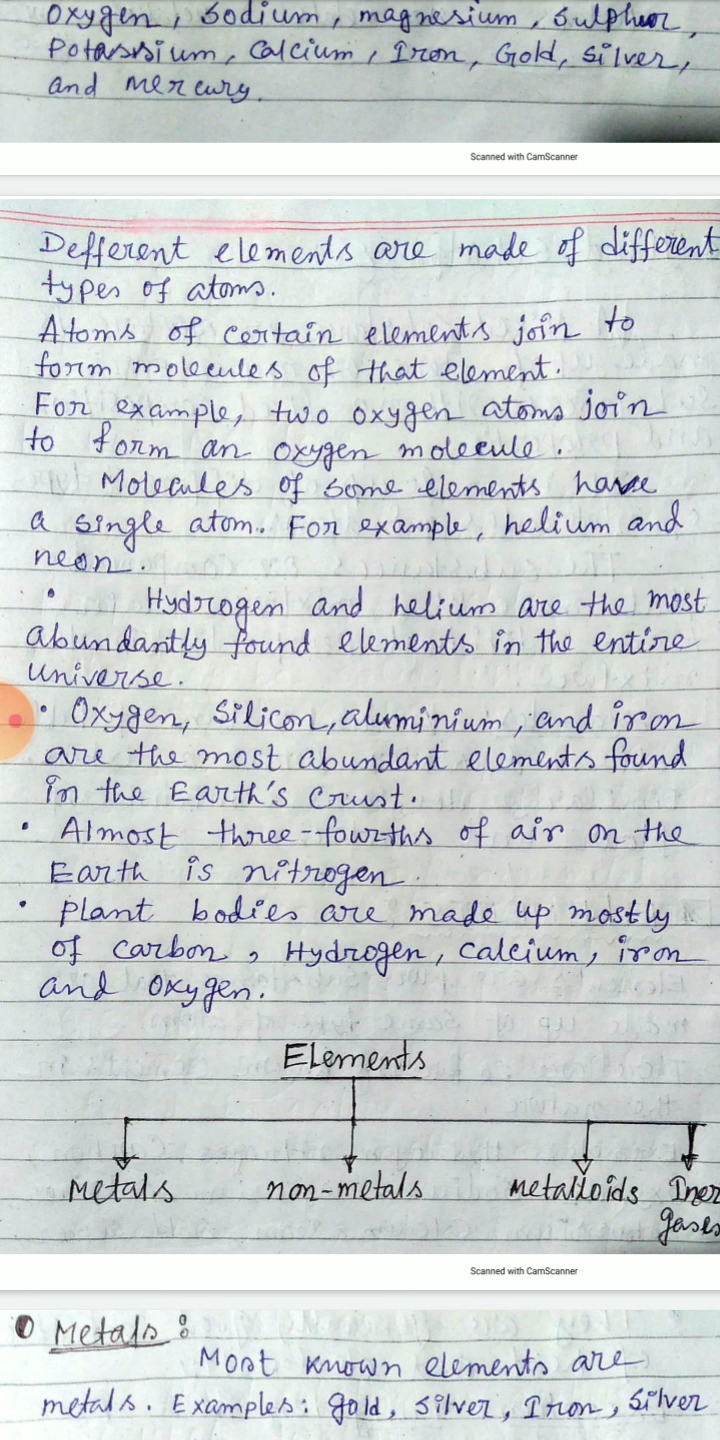 Oxygen, Sodium, magnesium, Sulphur,
Potassium, Calcium, Iron, Gold, Silver,
and mercury.
Scanned with CamScanner
Defferent elements are made of different
types of atoms.
Atoms of certain elements join to
form molecules of that element.
For example, two oxygen atoms join
to form an oxygen molecule.
Molecules of some elements have
a single atom. For example, helium and
neon.
• Hydrogen and helium are the most
abundantly found elements in the entire
universe.
• Oxygen, Silicon, aluminium, and iron
are the most abundant elements found
in the Earth's Crust.
• Almost three-fourths of air on the
Earth is nitrogen.
• Plant bodies are made up mostly
of carbon, Hydrogen, calcium, iron
and oxygen.
Elements
Metals non-metals metalloids Iner
gases
Scanned with CamScanner
Metals:
Most known elements are
metals. Examples: gold, silver, Iron, Silver